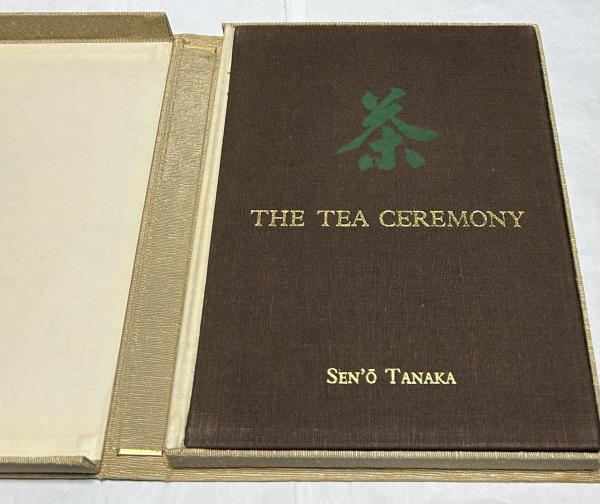 茶
THE TEA CEREMONY
SEN'Ō TANAKA